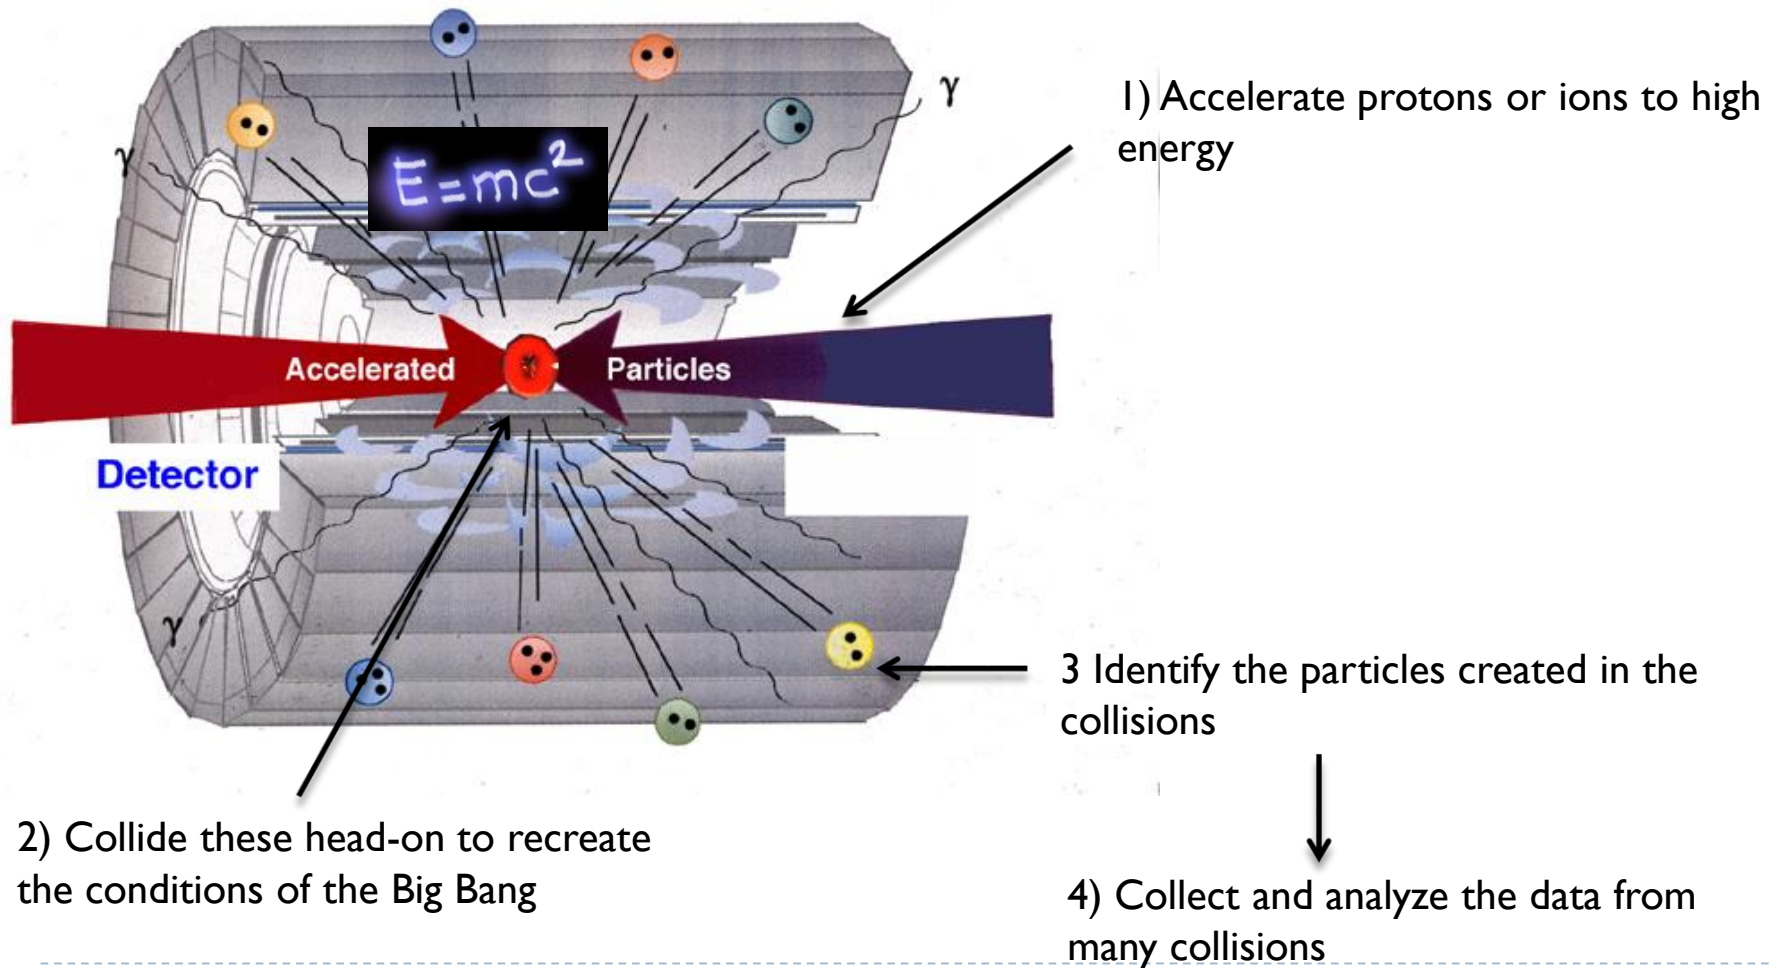 γ
1) Accelerate protons or ions to high
energy
γ
E=mc²
Accelerated
Particles
Detector
γ
3 Identify the particles created in the
collisions
2) Collide these head-on to recreate
the conditions of the Big Bang
4) Collect and analyze the data from
many collisions